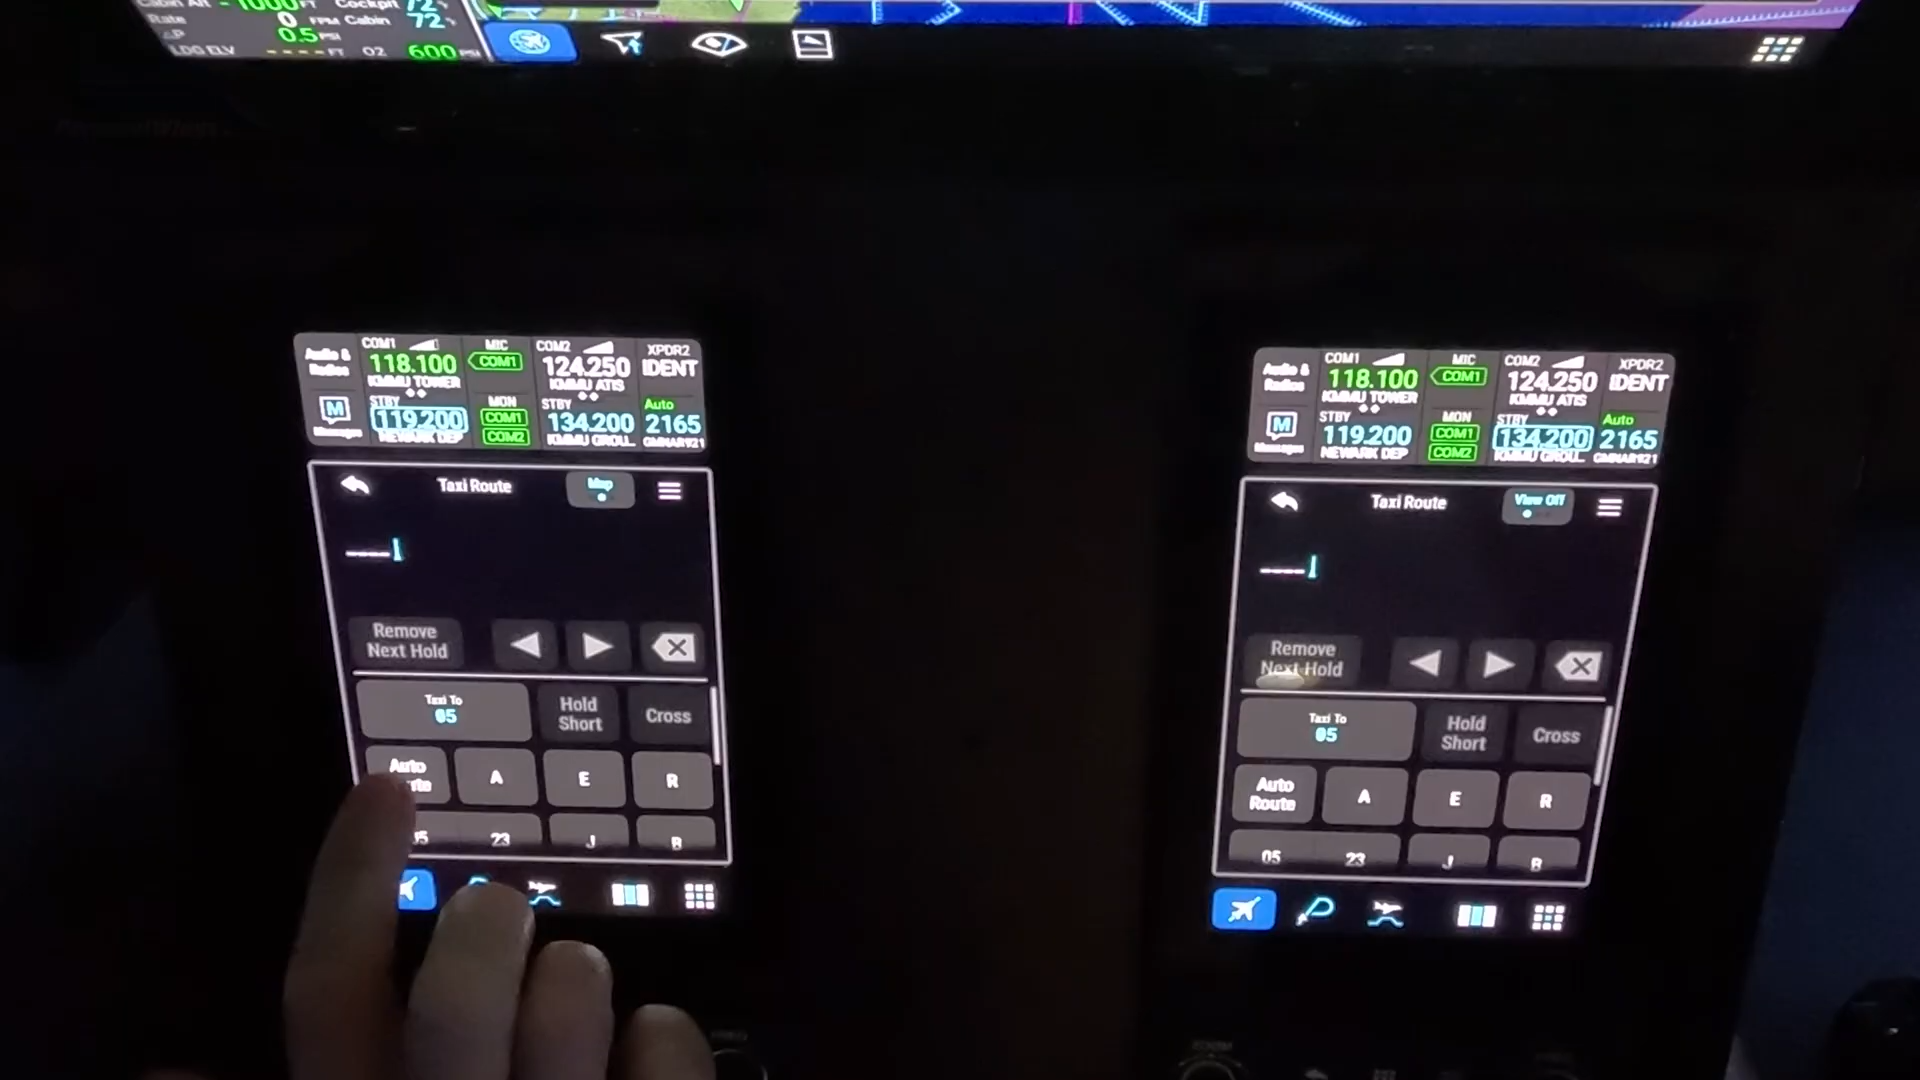 Cabin Alt -1000 FT Cockpit 72
Rate 0 FPM Cabin 72
ΔP 0.5 PSI
LDG ELV ---- FT O2 600 PSI
Audio & Radios
COM1
118.100
KMMU TOWER
STBY
119.200
NEWARK DEP
MIC
COM1
MON
COM1
COM2
COM2
124.250
KMMU ATIS
STBY
134.200
KMMU GROU...
XPDR2
IDENT
Auto
2165
GMNAR921
M
Messages
Taxi Route
Map
Remove
Next Hold
Taxi To
05
Hold
Short
Cross
Auto
A
E
R
05
23
J
B
Audio &
Radios
COM1
118.100
KMMU TOWER
STBY
119.200
NEWARK DEP
MIC
COM1
MON
COM1
COM2
COM2
124.250
KMMU ATIS
STBY
134.200
KMMU GROU...
XPDR2
IDENT
Auto
2165
GMNAR921
M
Taxi Route
View Off
Remove
Next Hold
Taxi To
05
Hold
Short
Cross
Auto
Route
A
E
R
05
23
J
B